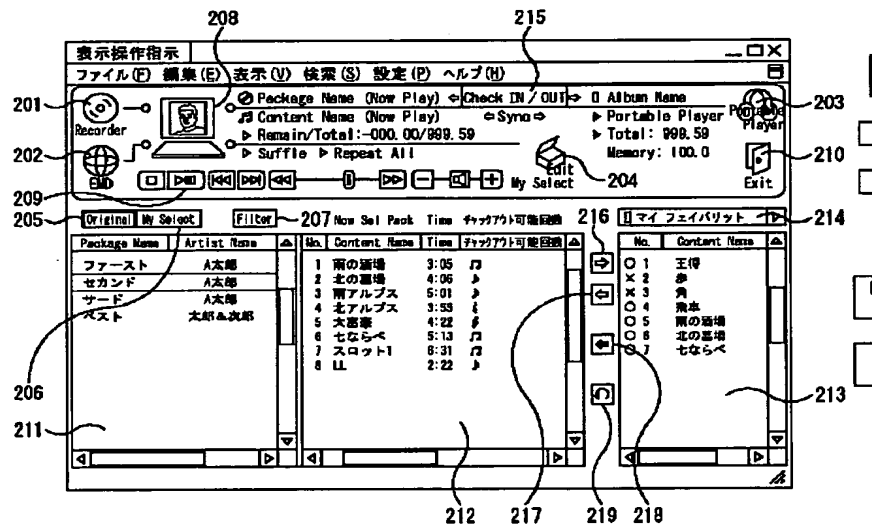 208
215
表示操作指示
ファイル(F) 編集(E) 表示(V) 検索(S) 設定(P) ヘルプ(H)
201
Recorder
202
EMD
209
Package Name (Now Play) Check IN / OUT Album Name
Content Name (Now Play) Sync Portable Player
Remain/Total:-000.00/999.59 Total: 999.59
Suffle Repeat All Memory: 100.0
Edit
My Select
204
Portable
Player
203
210
Exit
205 Original My Select Filter 207 Now Sel Pack Time チャックアウト可能回数 216 マイ フェイバリット 214
Package Name Artist Name
ファースト A太郎
セカンド A太郎
サード A太郎
ベスト 太郎&次郎
206
211
No. Content Name Time チャックアウト可能回数
1 雨の酒場 3:05
2 北の墓場 4:06
3 南アルプス 5:01
4 北アルプス 3:53
5 大富豪 4:22
6 七ならべ 5:13
7 スロット1 6:31
8 LL 2:22
No. Content Name
○ 1 王将
× 2 歩
× 3 角
○ 4 飛車
○ 5 雨の酒場
○ 6 北の墓場
○ 7 七ならべ
213
212
217
219
218